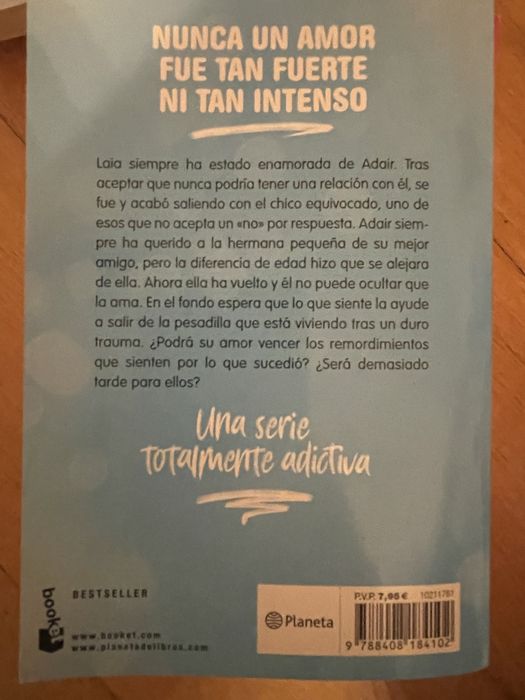 NUNCA UN AMOR
FUE TAN FUERTE
NI TAN INTENSO
Laia siempre ha estado enamorada de Adair. Tras
aceptar que nunca podría tener una relación con él, se
fue y acabó saliendo con el chico equivocado, uno de
esos que no acepta un «no» por respuesta. Adair siem-
pre ha querido a la hermana pequeña de su mejor
amigo, pero la diferencia de edad hizo que se alejara
de ella. Ahora ella ha vuelto y él no puede ocultar que
la ama. En el fondo espera que lo que siente la ayude
a salir de la pesadilla que está viviendo tras un duro
trauma. ¿Podrá su amor vencer los remordimientos
que sienten por lo que sucedió? ¿Será demasiado
tarde para ellos?
Una serie
totalmente adictiva
booket
BESTSELLER
www.booket.com
www.planetadelibros.com
Planeta
P.V.P. 7,95 € 10211761
9 788408 184102